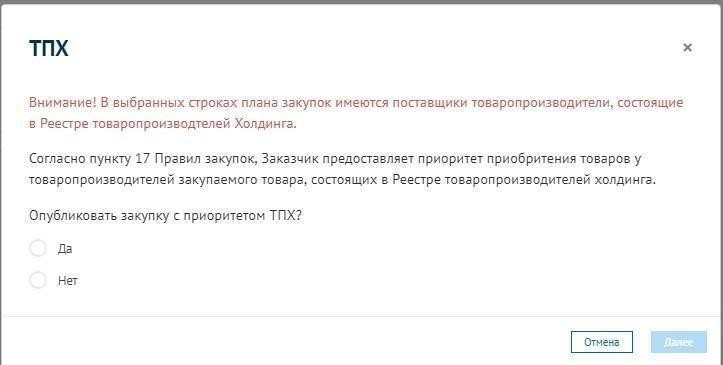 ТПХ
×
Внимание! В выбранных строках плана закупок имеются поставщики товаропроизводители, состоящие
в Реестре товаропроизводтелей Холдинга.
Согласно пункту 17 Правил закупок, Заказчик предоставляет приоритет приобритения товаров у
товаропроизводителей закупаемого товара, состоящих в Реестре товаропроизводителей холдинга.
Опубликовать закупку с приоритетом ТПХ?
Да
Нет
Отмена
Далее